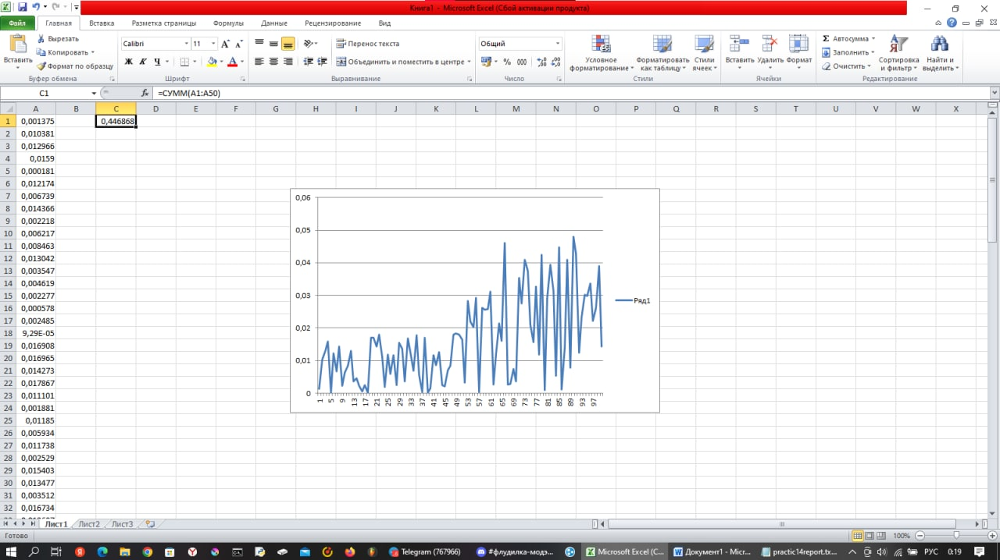 Книга1 - Microsoft Excel (Сбой активации продукта)
Файл Главная Вставка Разметка страницы Формулы Данные Рецензирование Вид
Вставить
Вырезать
Копировать
Формат по образцу
Буфер обмена
Calibri 11
Ж К Ч
Шрифт
Перенос текста
Объединить и поместить в центре
Выравнивание
Общий
% 000
Число
Условное форматирование
Форматировать как таблицу
Стили ячеек
Стили
Вставить Удалить Формат
Ячейки
Σ Автосумма
Заполнить
Очистить
Сортировка и фильтр
Найти и выделить
Редактирование
C1 fx =СУММ(A1:A50)
A B C D E F G H I J K L M N O P Q R S T U V W X
1 0,001375 0,446868
2 0,010381
3 0,012966
4 0,0159
5 0,000181
6 0,012174
7 0,006739
8 0,014366
9 0,002218
10 0,006217
11 0,008463
12 0,013042
13 0,003547
14 0,004619
15 0,002277
16 0,000578
17 0,002485
18 9,29E-05
19 0,016908
20 0,016965
21 0,014273
22 0,017867
23 0,011101
24 0,001881
25 0,01185
26 0,005934
27 0,011738
28 0,002529
29 0,015403
30 0,013477
31 0,003512
32 0,016734
0,06
0,05
0,04
0,03
0,02
0,01
0
1 5 9 13 17 21 25 29 33 37 41 45 49 53 57 61 65 69 73 77 81 85 89 93 97
Ряд1
Лист1 Лист2 Лист3
Готово
100%
Telegram (767966)
#флудилка-модэ...
Microsoft Excel (С...
Документ1 - Micr...
practic14report.tx...
РУС 0:19